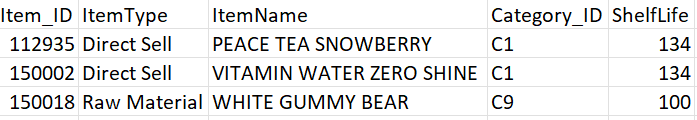 Item_ID ItemType ItemName Category_ID ShelfLife
112935 Direct Sell PEACE TEA SNOWBERRY C1 134
150002 Direct Sell VITAMIN WATER ZERO SHINE C1 134
150018 Raw Material WHITE GUMMY BEAR C9 100